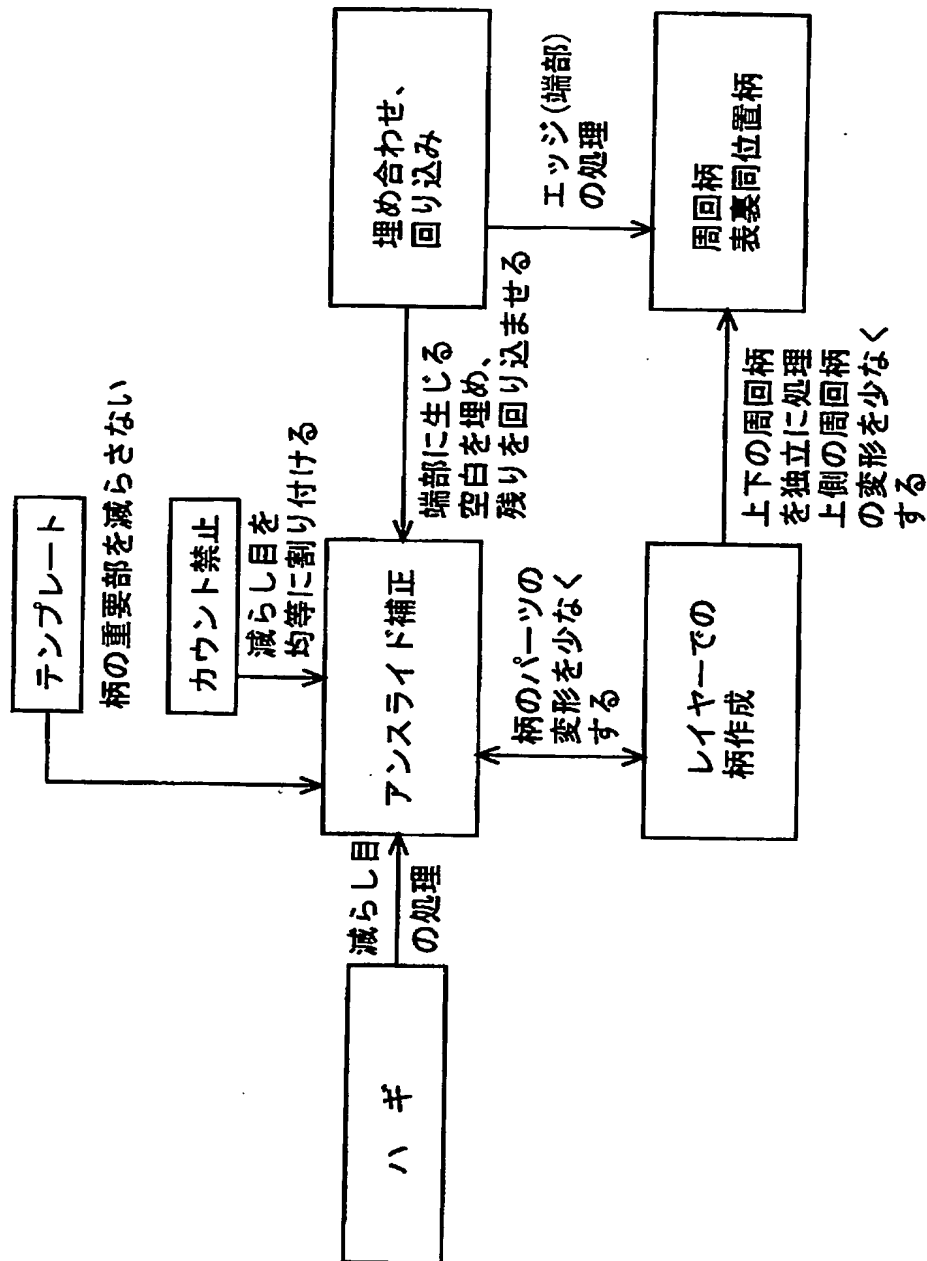 テンプレート
柄の重要部を減らさない
カウント禁止
減らし目を
均等に割り付ける
ハ ギ
減らし目
の処理
アンスライド補正
端部に生じる
空白を埋め、
残りを回り込ませる
埋め合わせ、
回り込み
柄のパーツの
変形を少なく
する
エッジ(端部)
の処理
レイヤーでの
柄作成
上下の周回柄
を独立に処理
上側の周回柄
の変形を少なく
する
周回柄
表裏同位置柄